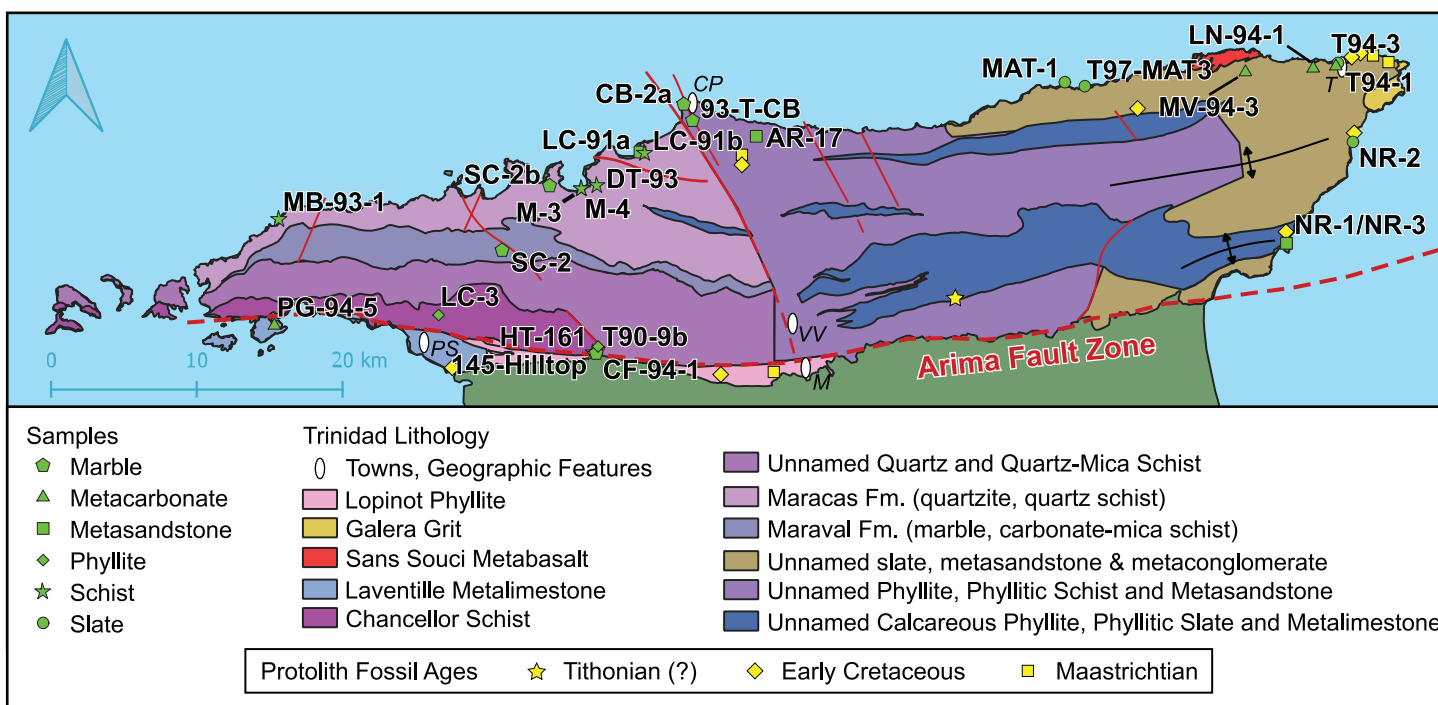 LN-94-1
T94-3
MAT-1
T97-MAT3
T
T94-1
CB-2a
CP
93-T-CB
MV-94-3
LC-91a
LC-91b
AR-17
NR-2
SC-2b
DT-93
MB-93-1
M-3
M-4
NR-1/NR-3
SC-2
PG-94-5
LC-3
HT-161
T90-9b
VV
PS
145-Hilltop
CF-94-1
M
Arima Fault Zone
0
10
20 km
Samples
Marble
Metacarbonate
Metasandstone
Phyllite
Schist
Slate
Trinidad Lithology
Towns, Geographic Features
Lopinot Phyllite
Galera Grit
Sans Souci Metabasalt
Laventille Metalimestone
Chancellor Schist
Unnamed Quartz and Quartz-Mica Schist
Maracas Fm. (quartzite, quartz schist)
Maraval Fm. (marble, carbonate-mica schist)
Unnamed slate, metasandstone & metaconglomerate
Unnamed Phyllite, Phyllitic Schist and Metasandstone
Unnamed Calcareous Phyllite, Phyllitic Slate and Metalimestone
Protolith Fossil Ages
Tithonian (?)
Early Cretaceous
Maastrichtian